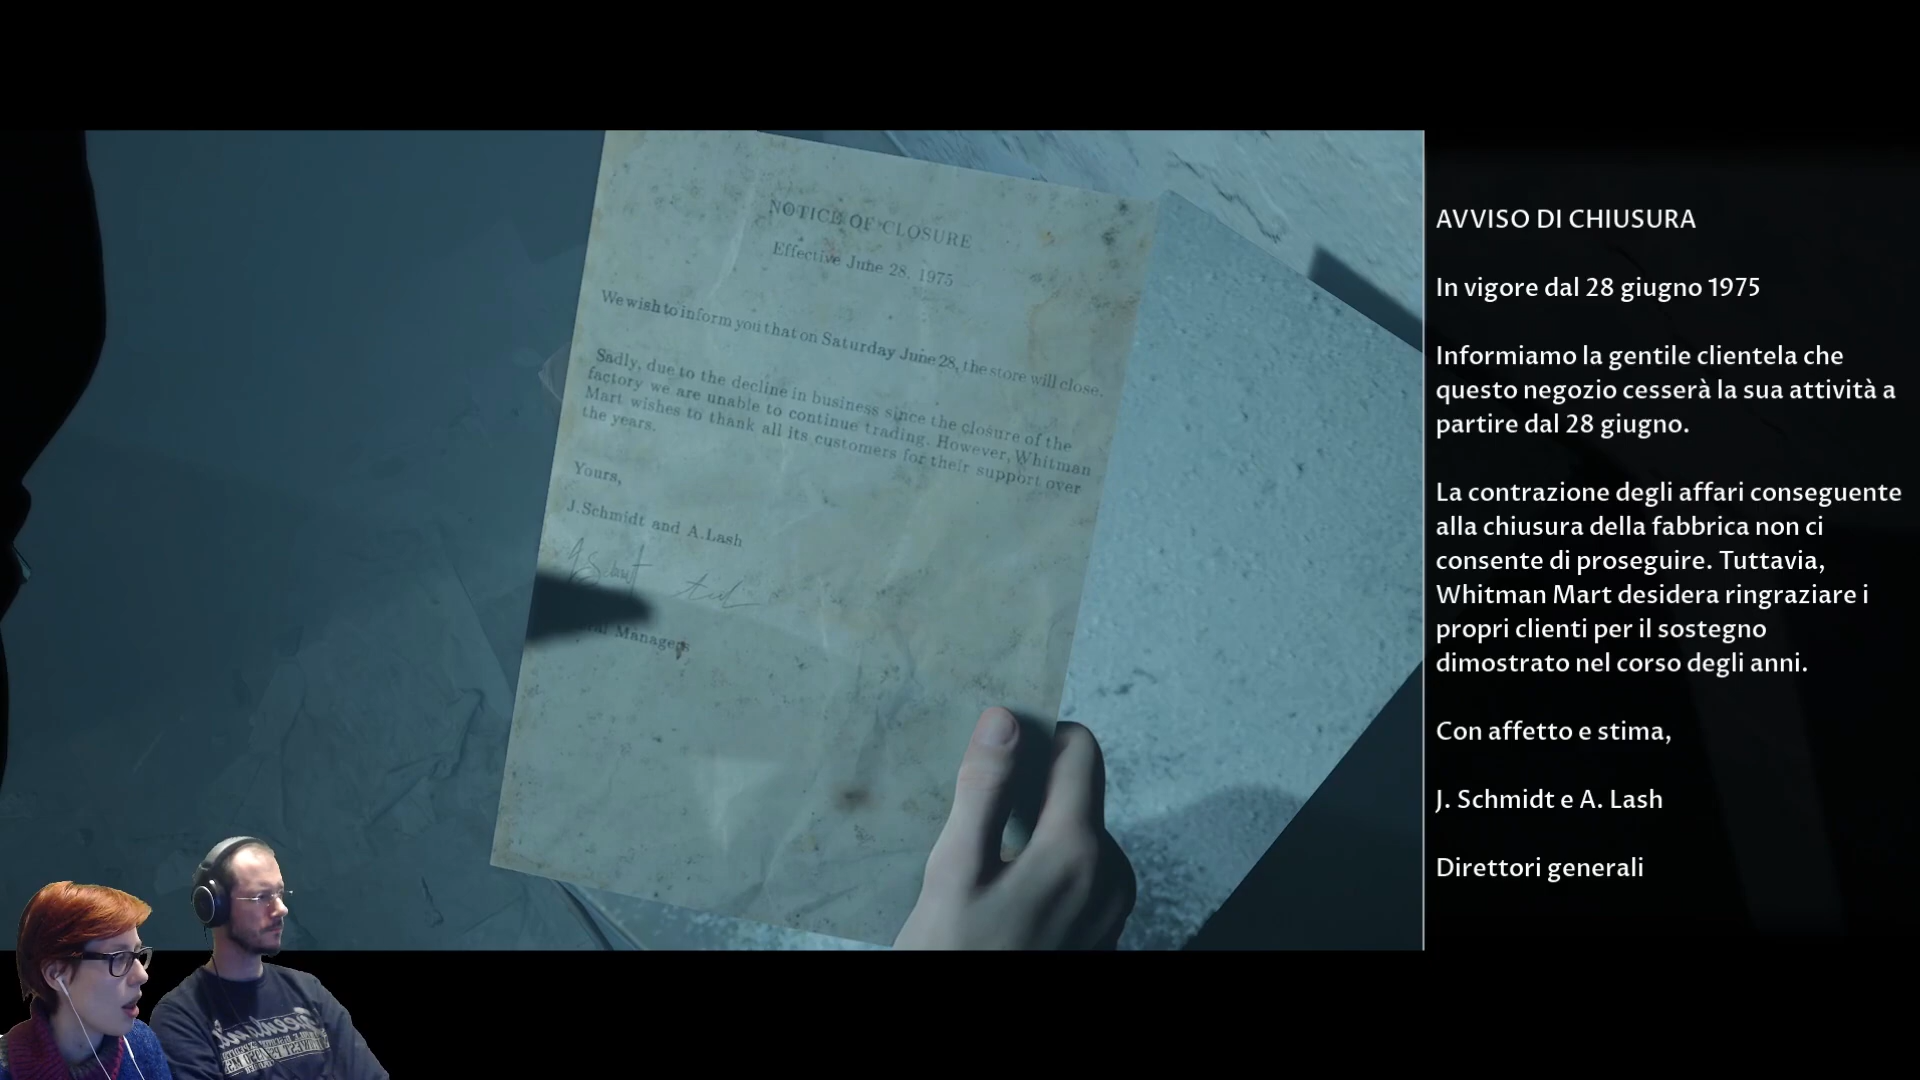 NOTICE OF CLOSURE
Effective June 28. 1975
We wish to inform you that on Saturday June 28, the store will close.
Sadly, due to the decline in business since the closure of the
factory we are unable to continue trading. However, Whitman
Mart wishes to thank all its customers for their support over
the years.
Yours,
J.Schmidt and A.Lash
Managers
AVVISO DI CHIUSURA
In vigore dal 28 giugno 1975
Informiamo la gentile clientela che
questo negozio cesserà la sua attività a
partire dal 28 giugno.
La contrazione degli affari conseguente
alla chiusura della fabbrica non ci
consente di proseguire. Tuttavia,
Whitman Mart desidera ringraziare i
propri clienti per il sostegno
dimostrato nel corso degli anni.
Con affetto e stima,
J. Schmidt e A. Lash
Direttori generali